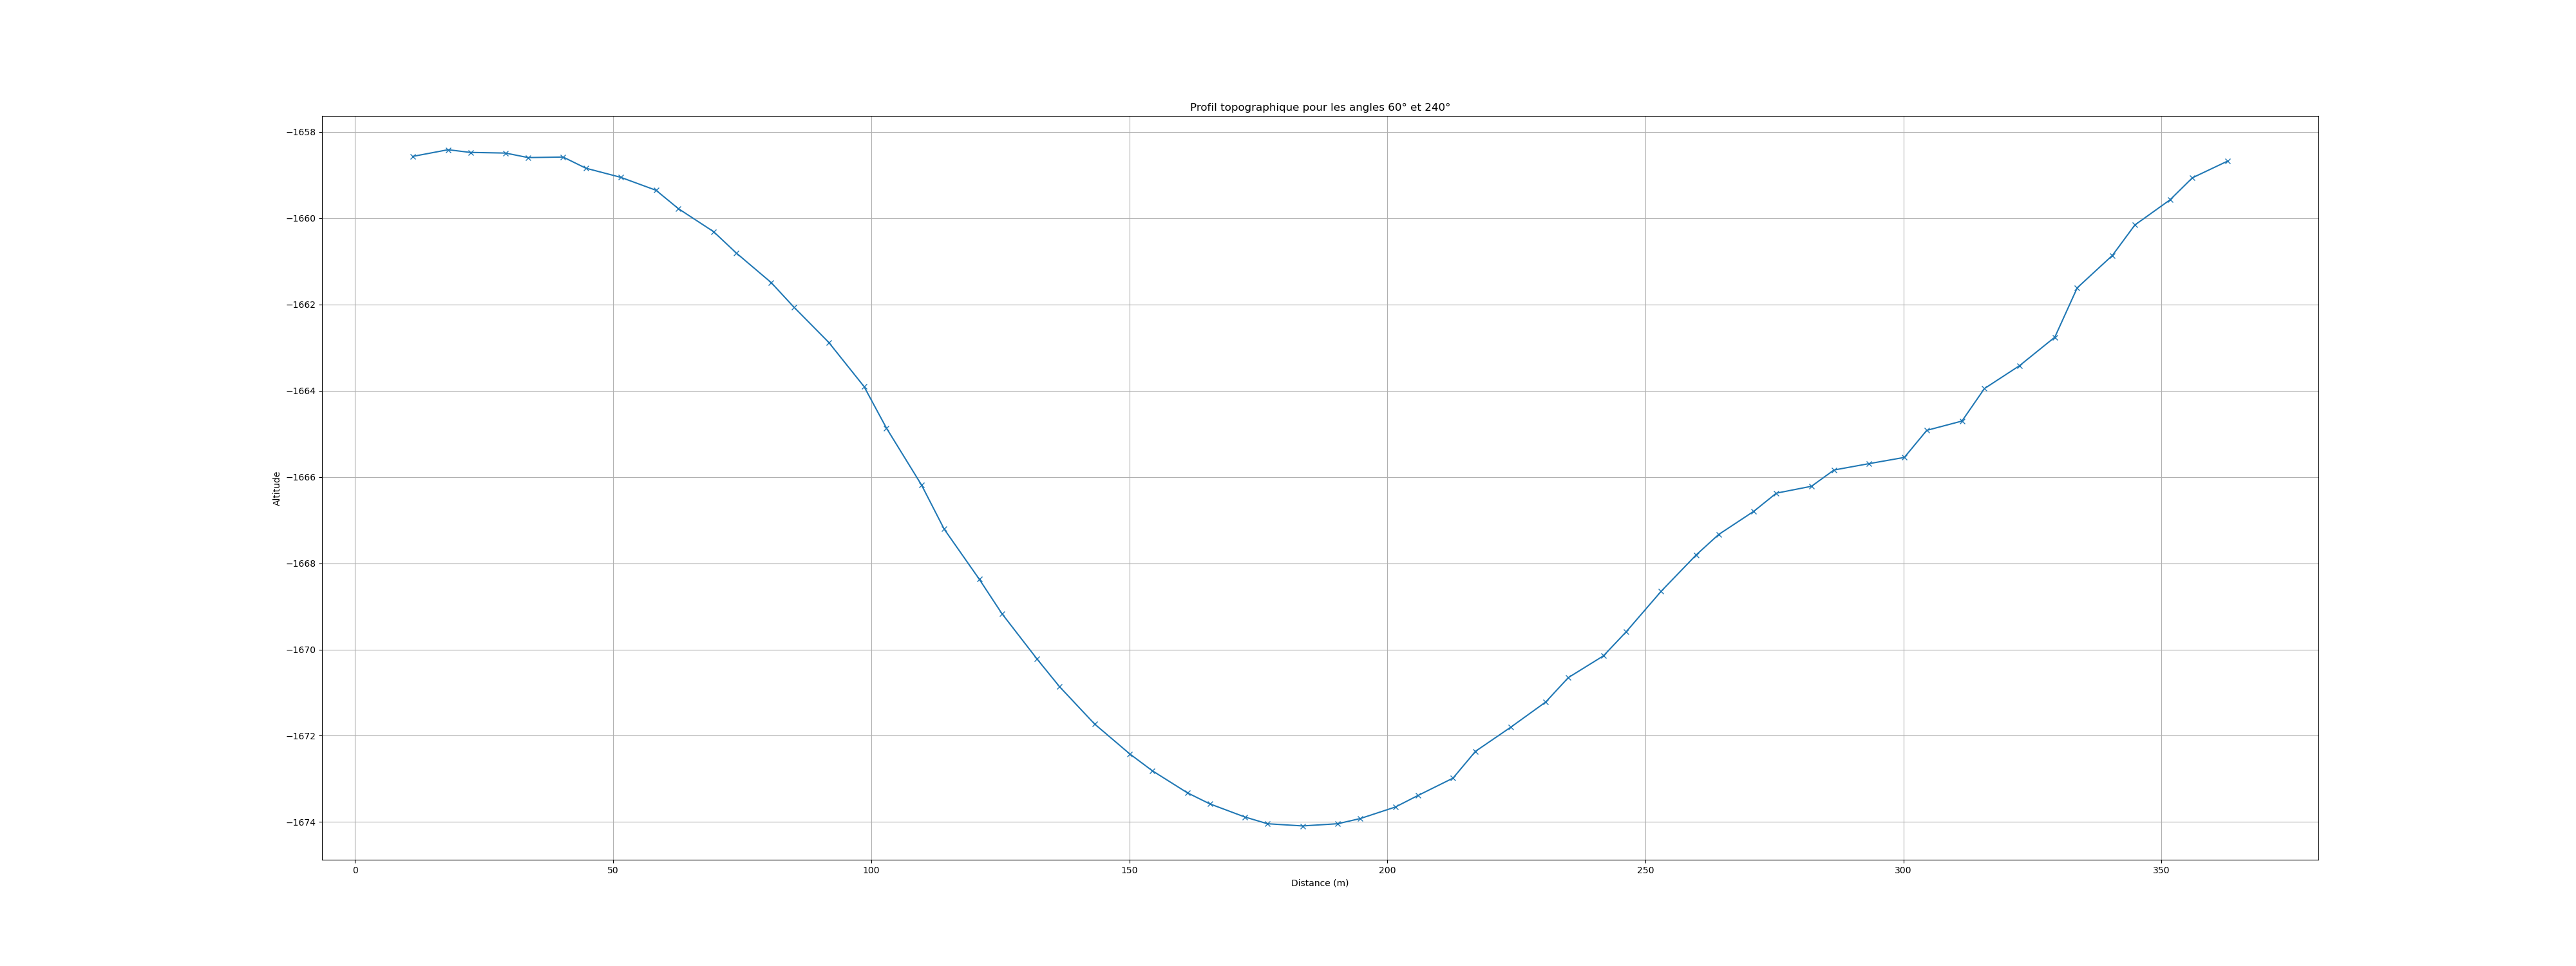 Profil topographique pour les angles 60° et 240°
Altitude
−1658
−1660
−1662
−1664
−1666
−1668
−1670
−1672
−1674
0 50 100 150 200 250 300 350
Distance (m)